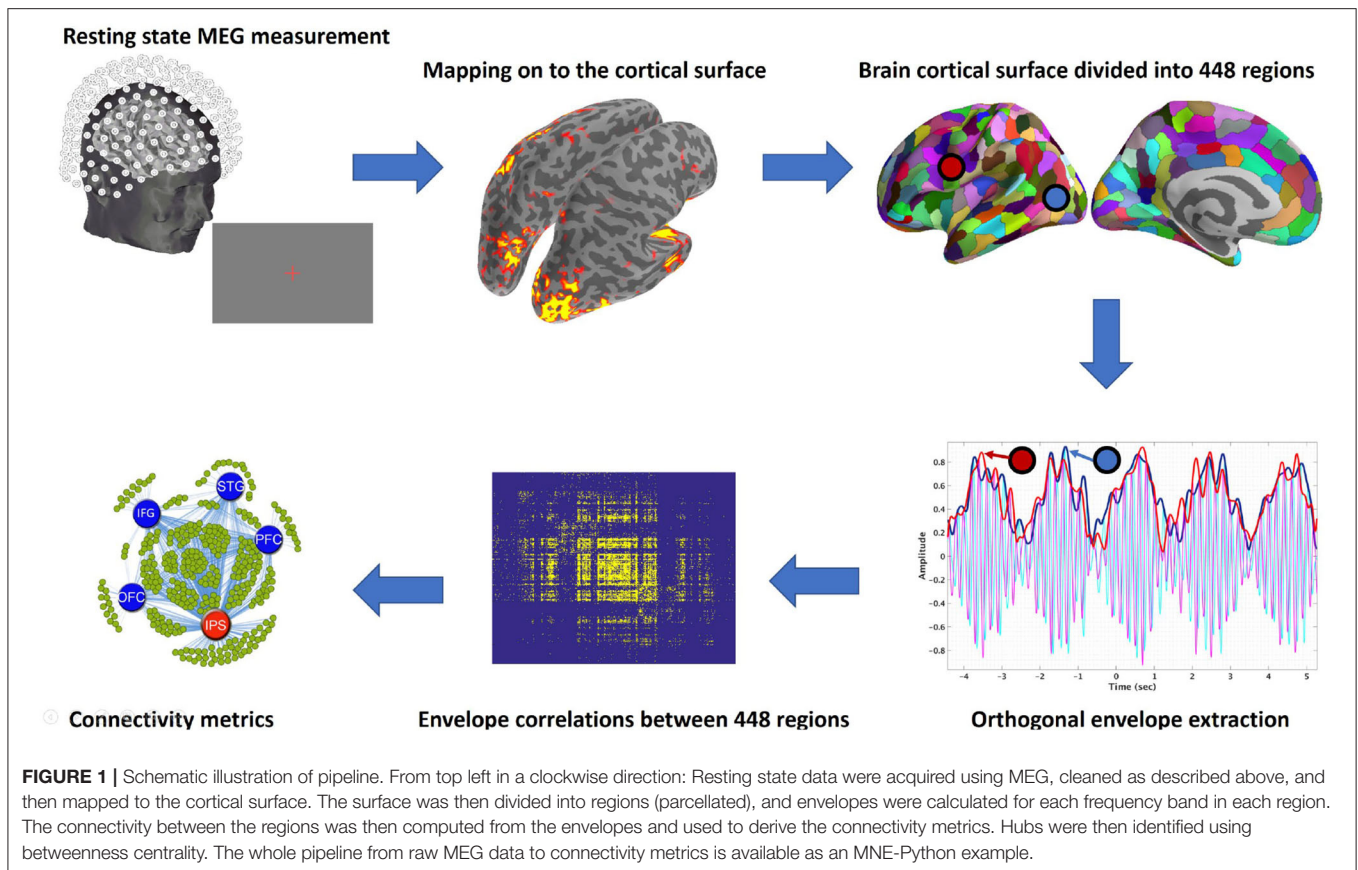 Resting state MEG measurement
Mapping on to the cortical surface
Brain cortical surface divided into 448 regions
STG
IFG
PFC
OFC
IPS
Connectivity metrics
Envelope correlations between 448 regions
Amplitude
0.8
0.6
0.4
0.2
0
-0.2
-0.4
-0.6
-0.8
-4 -3 -2 -1 0 1 2 3 4 5
Time (sec)
Orthogonal envelope extraction
FIGURE 1 | Schematic illustration of pipeline. From top left in a clockwise direction: Resting state data were acquired using MEG, cleaned as described above, and
then mapped to the cortical surface. The surface was then divided into regions (parcellated), and envelopes were calculated for each frequency band in each region.
The connectivity between the regions was then computed from the envelopes and used to derive the connectivity metrics. Hubs were then identified using
betweenness centrality. The whole pipeline from raw MEG data to connectivity metrics is available as an MNE-Python example.